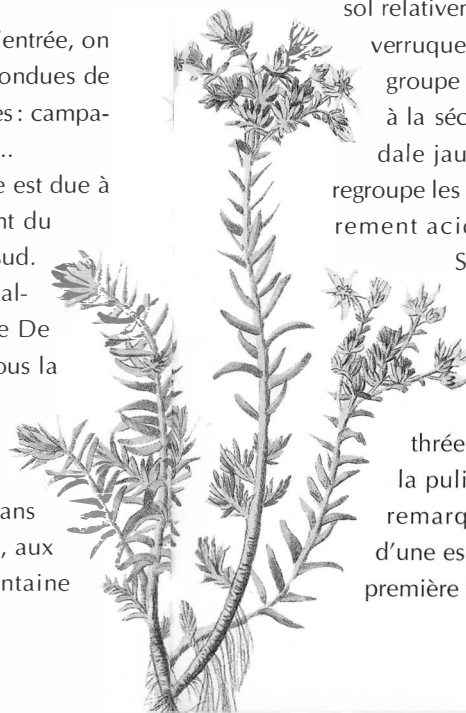 'entrée, on
ondues de
es : campa-
..
e est due à
nt du
sud.
al-
e De
ous la
ans
, aux
ntaine
sol relativer
verruque
groupe
à la séc
dale jau
regroupe les
rement acid
S
thrée
la puli
remarq
d'une es
première